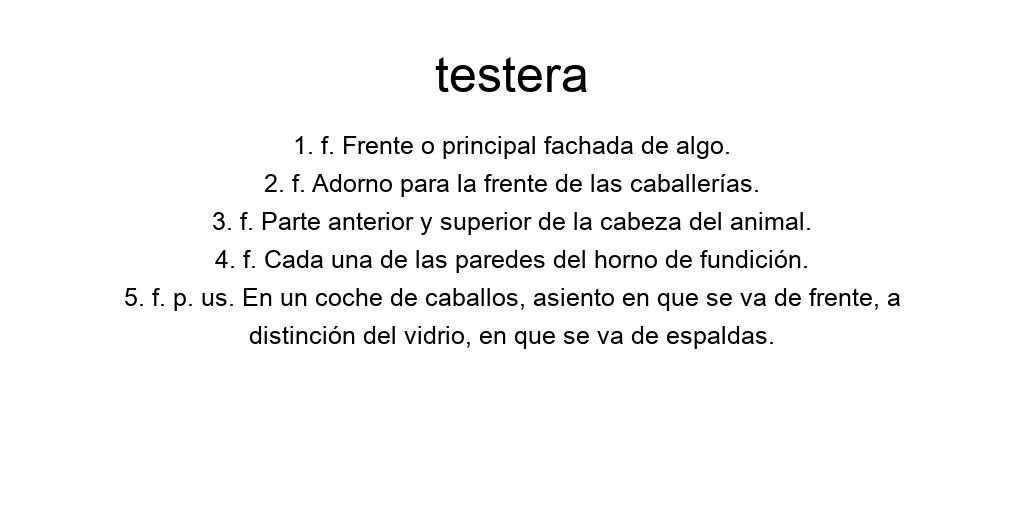 testera
1. f. Frente o principal fachada de algo.
2. f. Adorno para la frente de las caballerías.
3. f. Parte anterior y superior de la cabeza del animal.
4. f. Cada una de las paredes del horno de fundición.
5. f. p. us. En un coche de caballos, asiento en que se va de frente, a
distinción del vidrio, en que se va de espaldas.